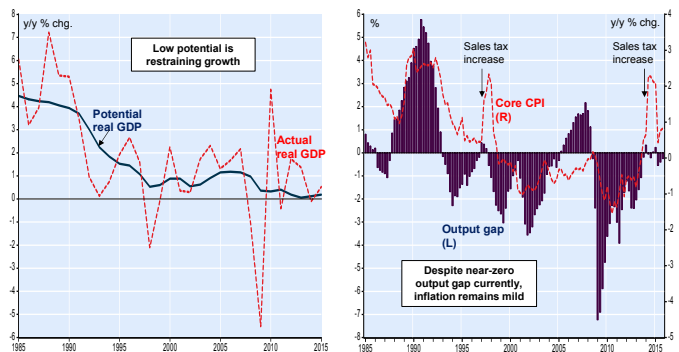 y/y % chg.
8
7
6
5
4
3
2
1
0
-1
-2
-3
-4
-5
-6
Low potential is
restraining growth
Potential
real GDP
Actual
real GDP
1985 1990 1995 2000 2005 2010 2015
%
y/y % chg.
6
5
4
3
2
1
0
-1
-2
-3
-4
-5
-6
-7
-8
Sales tax
increase
Sales tax
increase
Core CPI
(R)
Output gap
(L)
Despite near-zero
output gap currently,
inflation remains mild
4
3
2
1
0
-1
-2
-3
-4
-5
1985 1990 1995 2000 2005 2010 2015